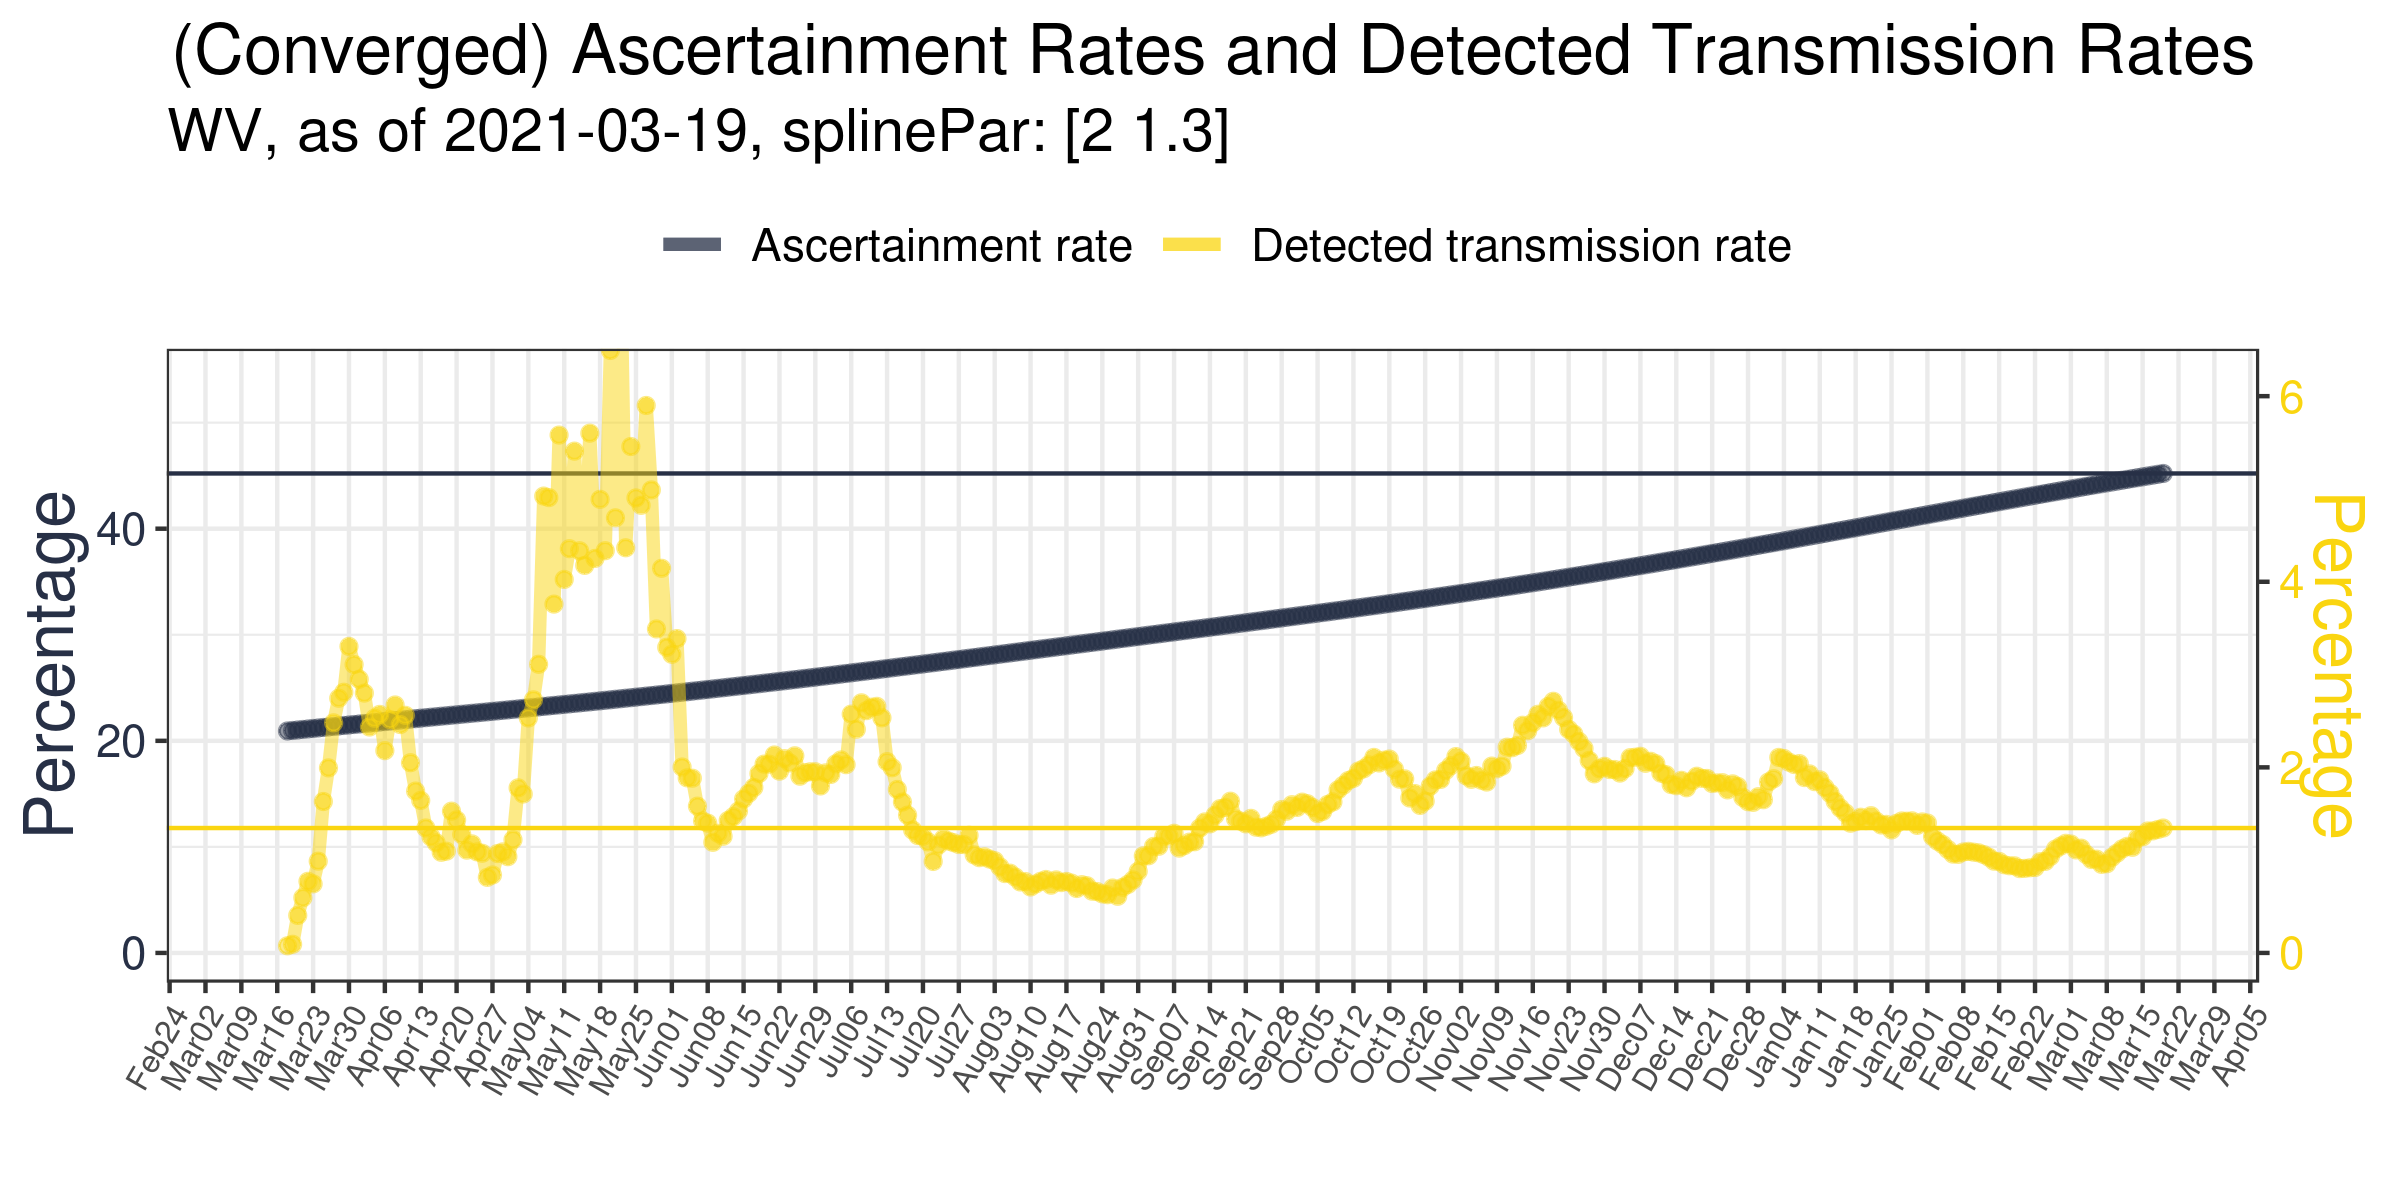 (Converged) Ascertainment Rates and Detected Transmission Rates
WV, as of 2021-03-19, splinePar: [2 1.3]
Ascertainment rate Detected transmission rate
Percentage
40
20
0
6
4
2
0
Percentage
Feb24 Mar02 Mar09 Mar16 Mar23 Mar30 Apr06 Apr13 Apr20 Apr27 May04 May11 May18 May25 Jun01 Jun08 Jun15 Jun22 Jun29 Jul06 Jul13 Jul20 Jul27 Aug03 Aug10 Aug17 Aug24 Aug31 Sep07 Sep14 Sep21 Sep28 Oct05 Oct12 Oct19 Oct26 Nov02 Nov09 Nov16 Nov23 Nov30 Dec07 Dec14 Dec21 Dec28 Jan04 Jan11 Jan18 Jan25 Feb01 Feb08 Feb15 Feb22 Mar01 Mar08 Mar15 Mar22 Mar29 Apr05